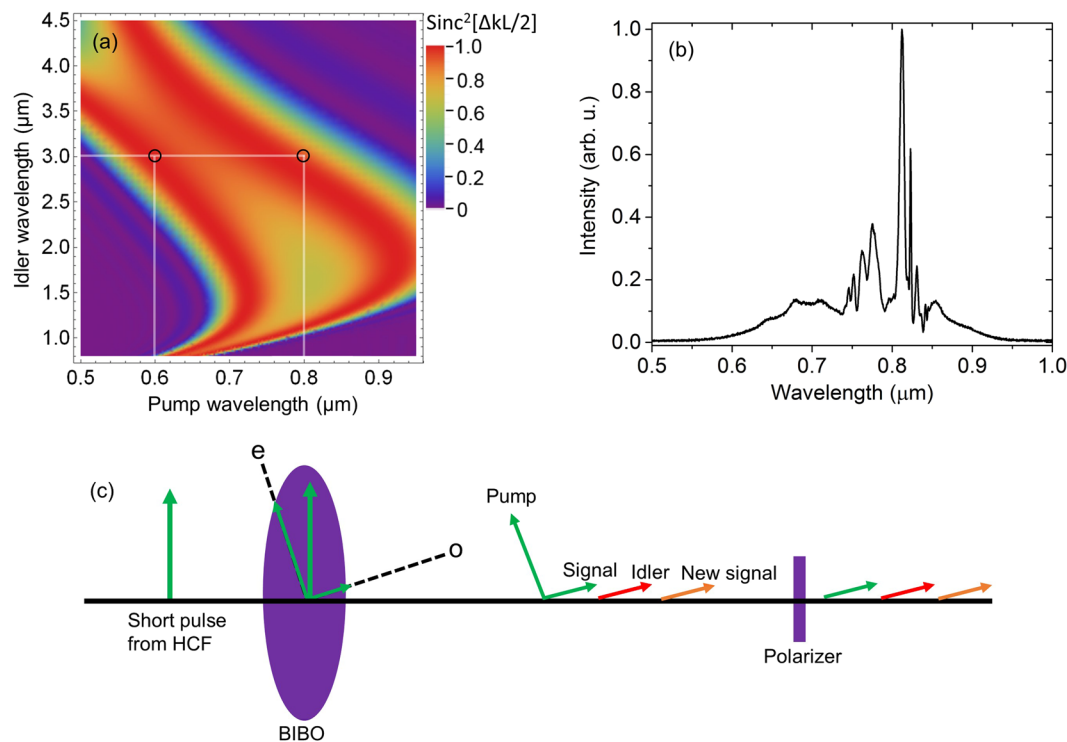 (a)
Sinc²[ΔkL/2]
1.0
0.8
0.6
0.4
0.2
0
4.5
4.0
3.5
3.0
2.5
2.0
1.5
1.0
Idler wavelength (μm)
0.5 0.6 0.7 0.8 0.9
Pump wavelength (μm)
(b)
1.0
0.8
0.6
0.4
0.2
0.0
Intensity (arb. u.)
0.5 0.6 0.7 0.8 0.9 1.0
Wavelength (μm)
(c)
e
o
Short pulse
from HCF
BIBO
Pump
Signal
Idler
New signal
Polarizer